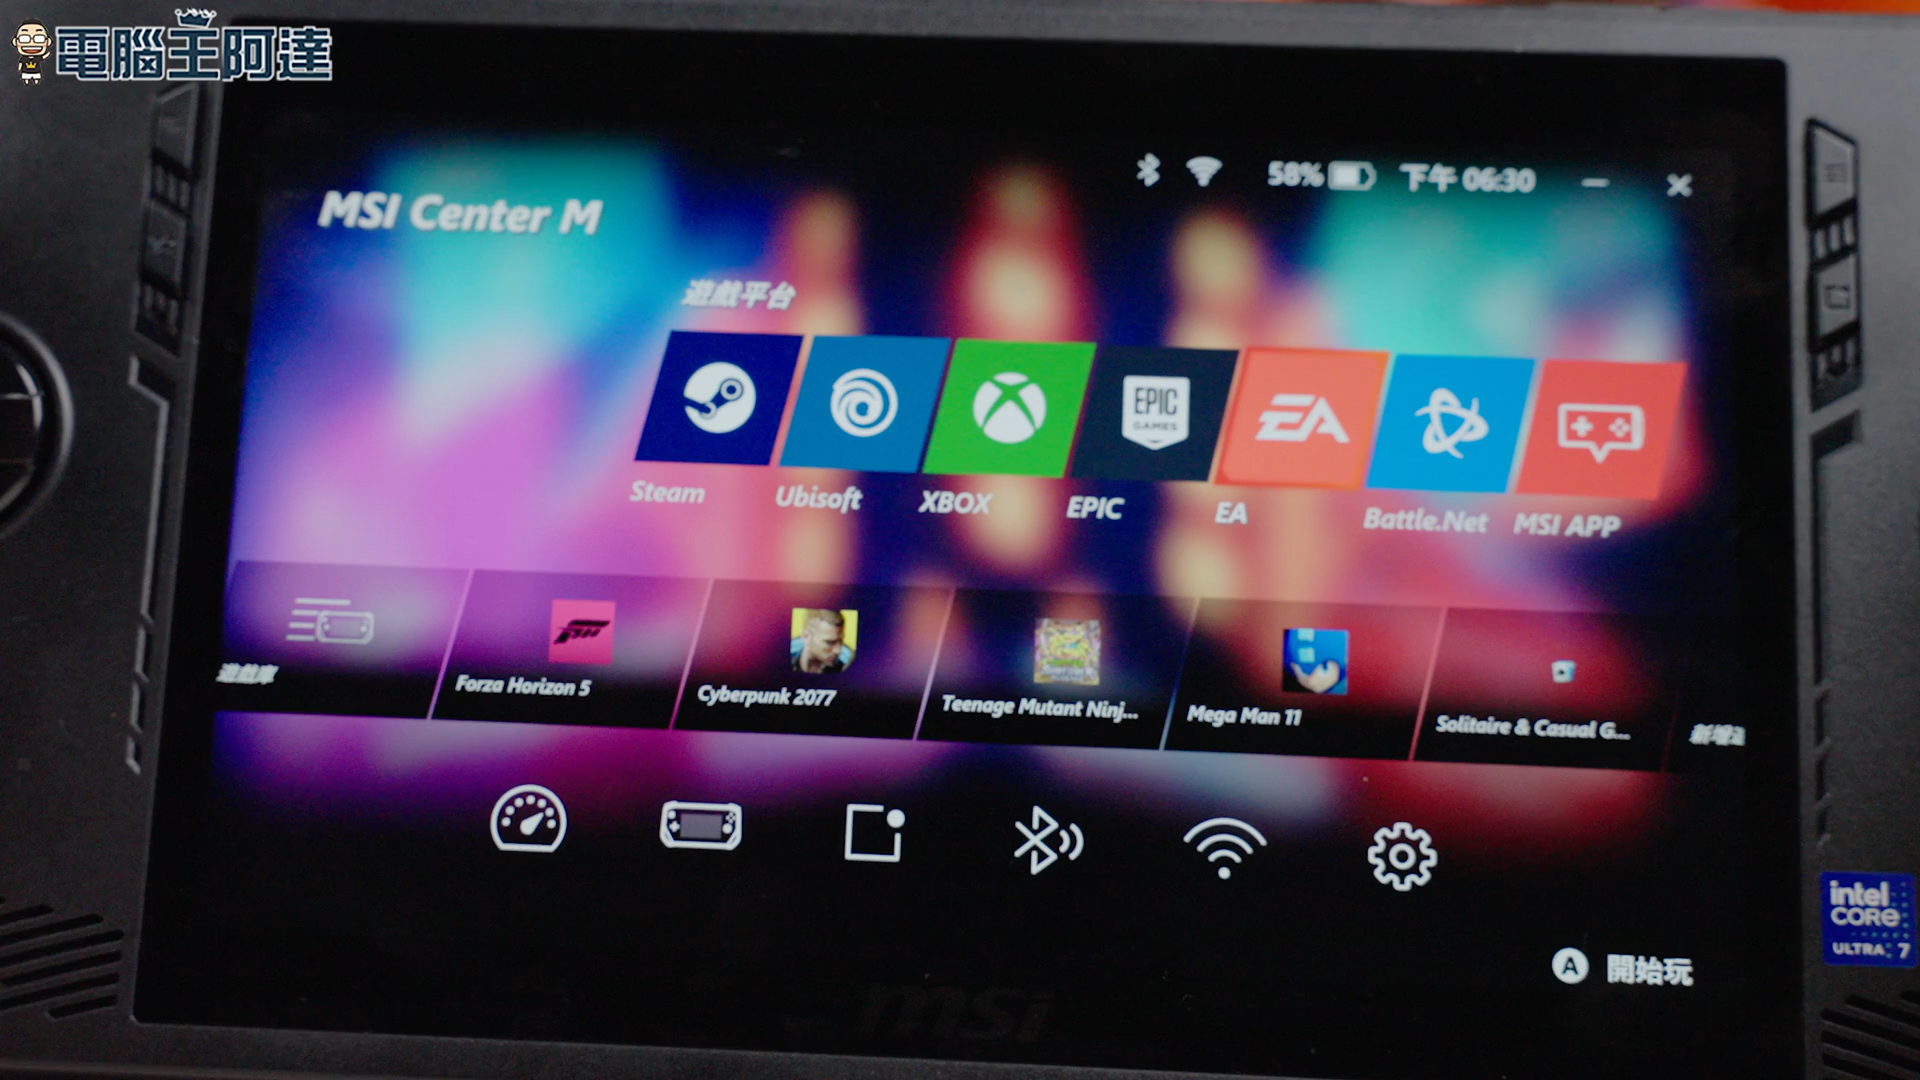 電腦王阿達
58% 下午 06:30
MSI Center M
遊戲平台
EPIC GAMES
EA
Steam Ubisoft XBOX EPIC EA Battle.Net MSI APP
遊戲庫 Forza Horizon 5 Cyberpunk 2077 Teenage Mutant Ninj... Mega Man 11 Solitaire & Casual G... 新增
A 開始玩
intel
CORE
ULTRA 7
msi